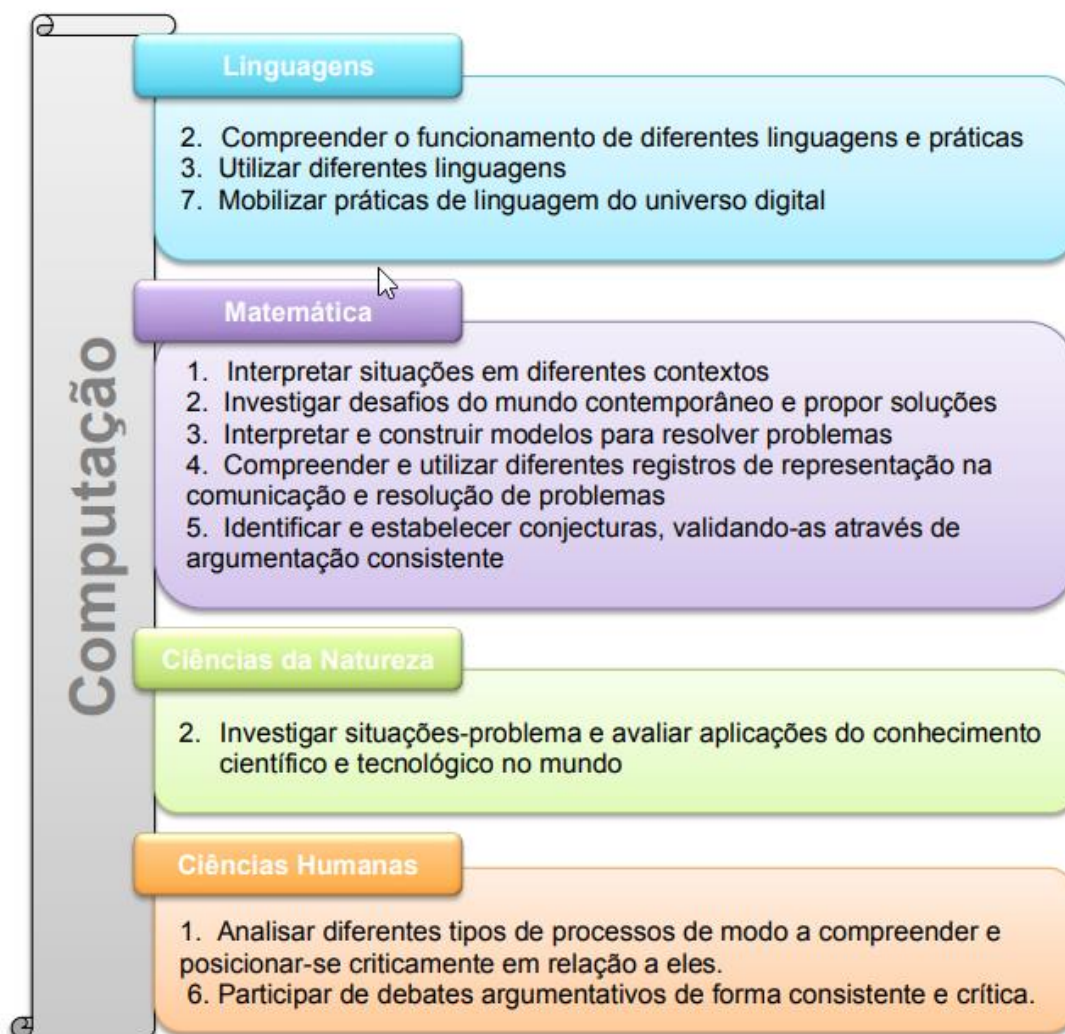 Computação
Linguagens
2. Compreender o funcionamento de diferentes linguagens e práticas
3. Utilizar diferentes linguagens
7. Mobilizar práticas de linguagem do universo digital
Matemática
1. Interpretar situações em diferentes contextos
2. Investigar desafios do mundo contemporâneo e propor soluções
3. Interpretar e construir modelos para resolver problemas
4. Compreender e utilizar diferentes registros de representação na
comunicação e resolução de problemas
5. Identificar e estabelecer conjecturas, validando-as através de
argumentação consistente
Ciências da Natureza
2. Investigar situações-problema e avaliar aplicações do conhecimento
científico e tecnológico no mundo
Ciências Humanas
1. Analisar diferentes tipos de processos de modo a compreender e
posicionar-se criticamente em relação a eles.
6. Participar de debates argumentativos de forma consistente e crítica.